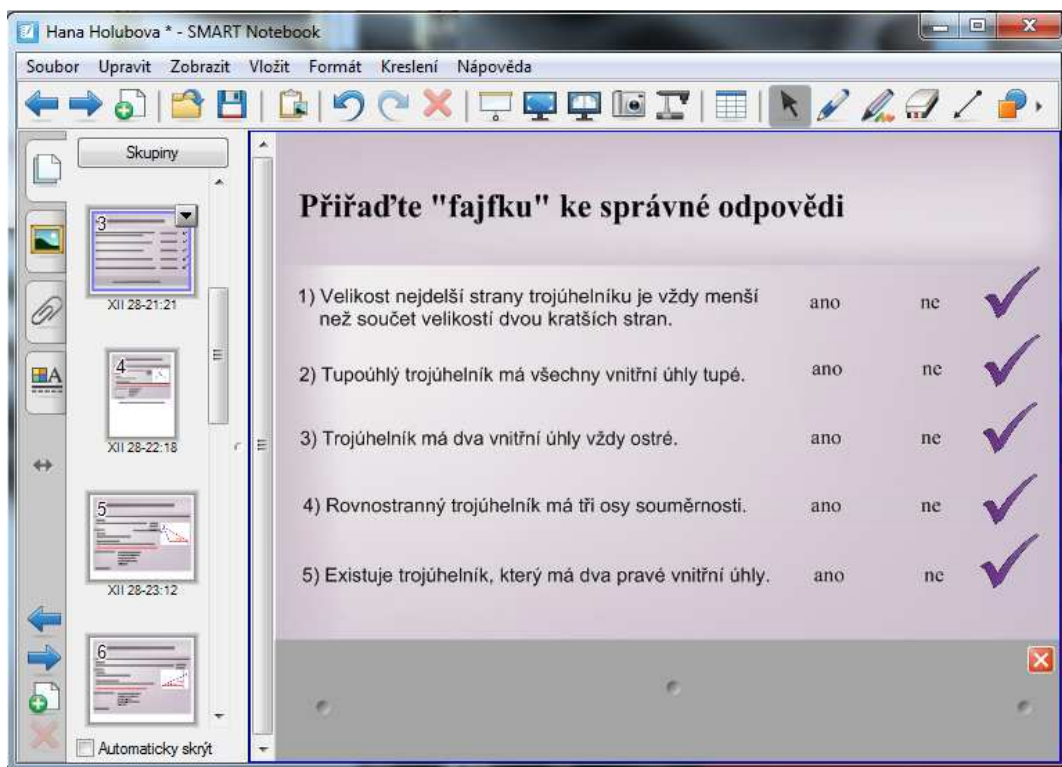 Hana Holubova * - SMART Notebook
Soubor Upravit Zobrazit Vložit Formát Kreslení Nápověda
Skupiny
3
XII 28-21:21
4
XII 28-22:18
5
XII 28-23:12
6
Automaticky skrýt
Přiřaďte "fajfku" ke správné odpovědi
1) Velikost nejdelší strany trojúhelníku je vždy menší
než součet velikostí dvou kratších stran. ano ne
2) Tupoúhlý trojúhelník má všechny vnitřní úhly tupé. ano ne
3) Trojúhelník má dva vnitřní úhly vždy ostré. ano ne
4) Rovnostranný trojúhelník má tři osy souměrnosti. ano ne
5) Existuje trojúhelník, který má dva pravé vnitřní úhly. ano ne